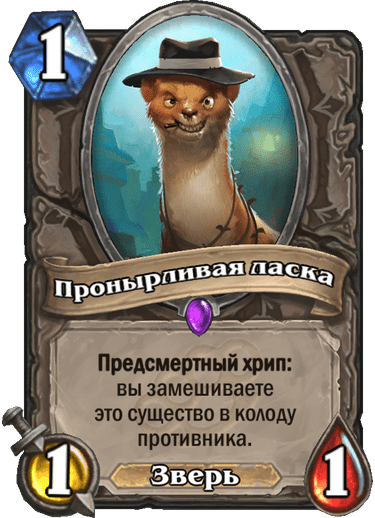 1
Пронырливая ласка
Предсмертный хрип:
вы замешиваете
это существо в колоду
противника.
1 Зверь 1